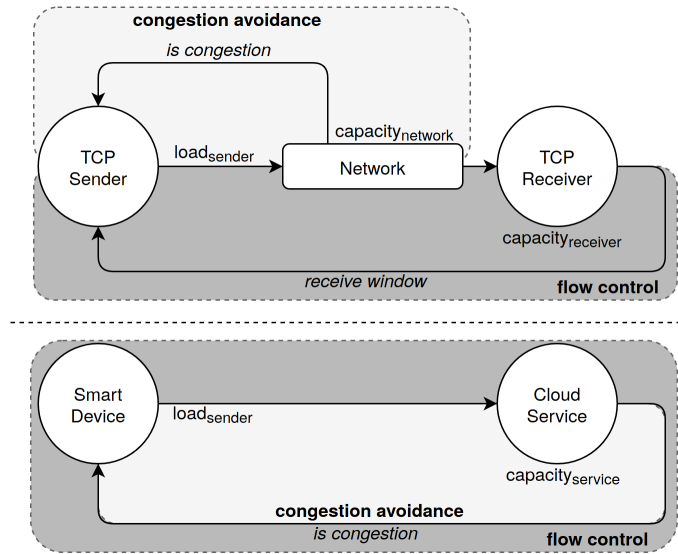 congestion avoidance
is congestion
capacitynetwork
TCP
Sender
loadsender
Network
TCP
Receiver
capacityreceiver
receive window
flow control
Smart
Device
loadsender
Cloud
Service
capacityservice
congestion avoidance
is congestion
flow control